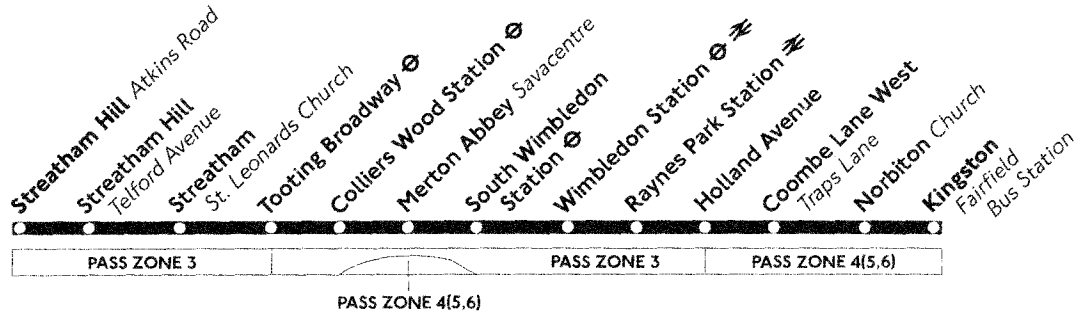 Streatham Hill Atkins Road
Streatham Hill
Telford Avenue
Streatham
St. Leonards Church
Tooting Broadway
Colliers Wood Station
Merton Abbey Savacentre
South Wimbledon
Station
Wimbledon Station
Raynes Park Station
Holland Avenue
Coombe Lane West
Traps Lane
Norbiton Church
Kingston
Fairfield
Bus Station
PASS ZONE 3
PASS ZONE 3
PASS ZONE 4(5,6)
PASS ZONE 4(5,6)